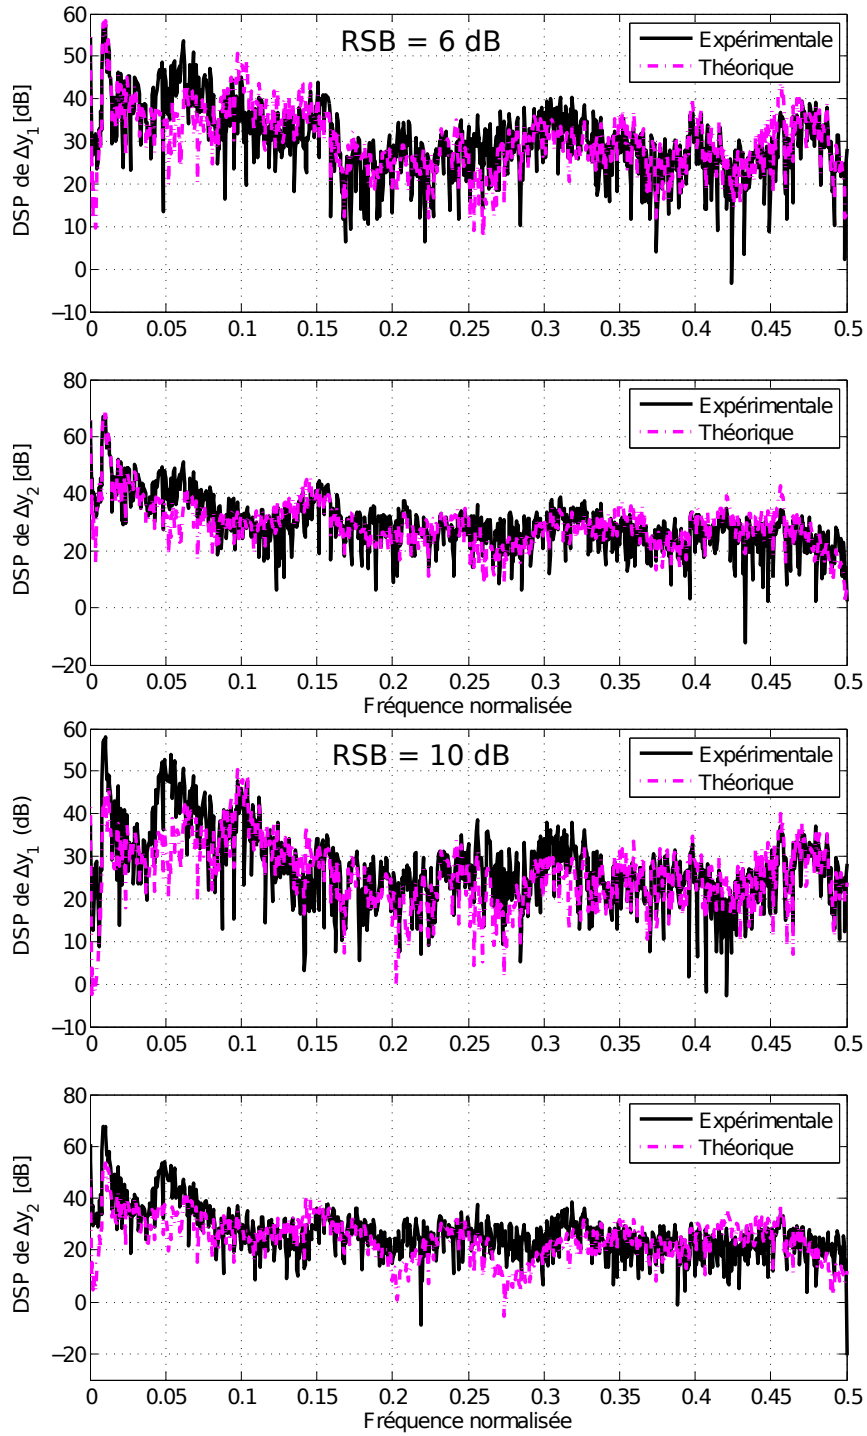 60
50
40
30
20
10
0
−10
DSP de Δy1 [dB]
RSB = 6 dB
Expérimentale
Théorique
0 0.05 0.1 0.15 0.2 0.25 0.3 0.35 0.4 0.45 0.5
80
60
40
20
0
−20
DSP de Δy2 [dB]
Expérimentale
Théorique
0 0.05 0.1 0.15 0.2 0.25 0.3 0.35 0.4 0.45 0.5
Fréquence normalisée
60
50
40
30
20
10
0
−10
DSP de Δy1 (dB)
RSB = 10 dB
Expérimentale
Théorique
0 0.05 0.1 0.15 0.2 0.25 0.3 0.35 0.4 0.45 0.5
80
60
40
20
0
−20
DSP de Δy2 [dB]
Expérimentale
Théorique
0 0.05 0.1 0.15 0.2 0.25 0.3 0.35 0.4 0.45 0.5
Fréquence normalisée